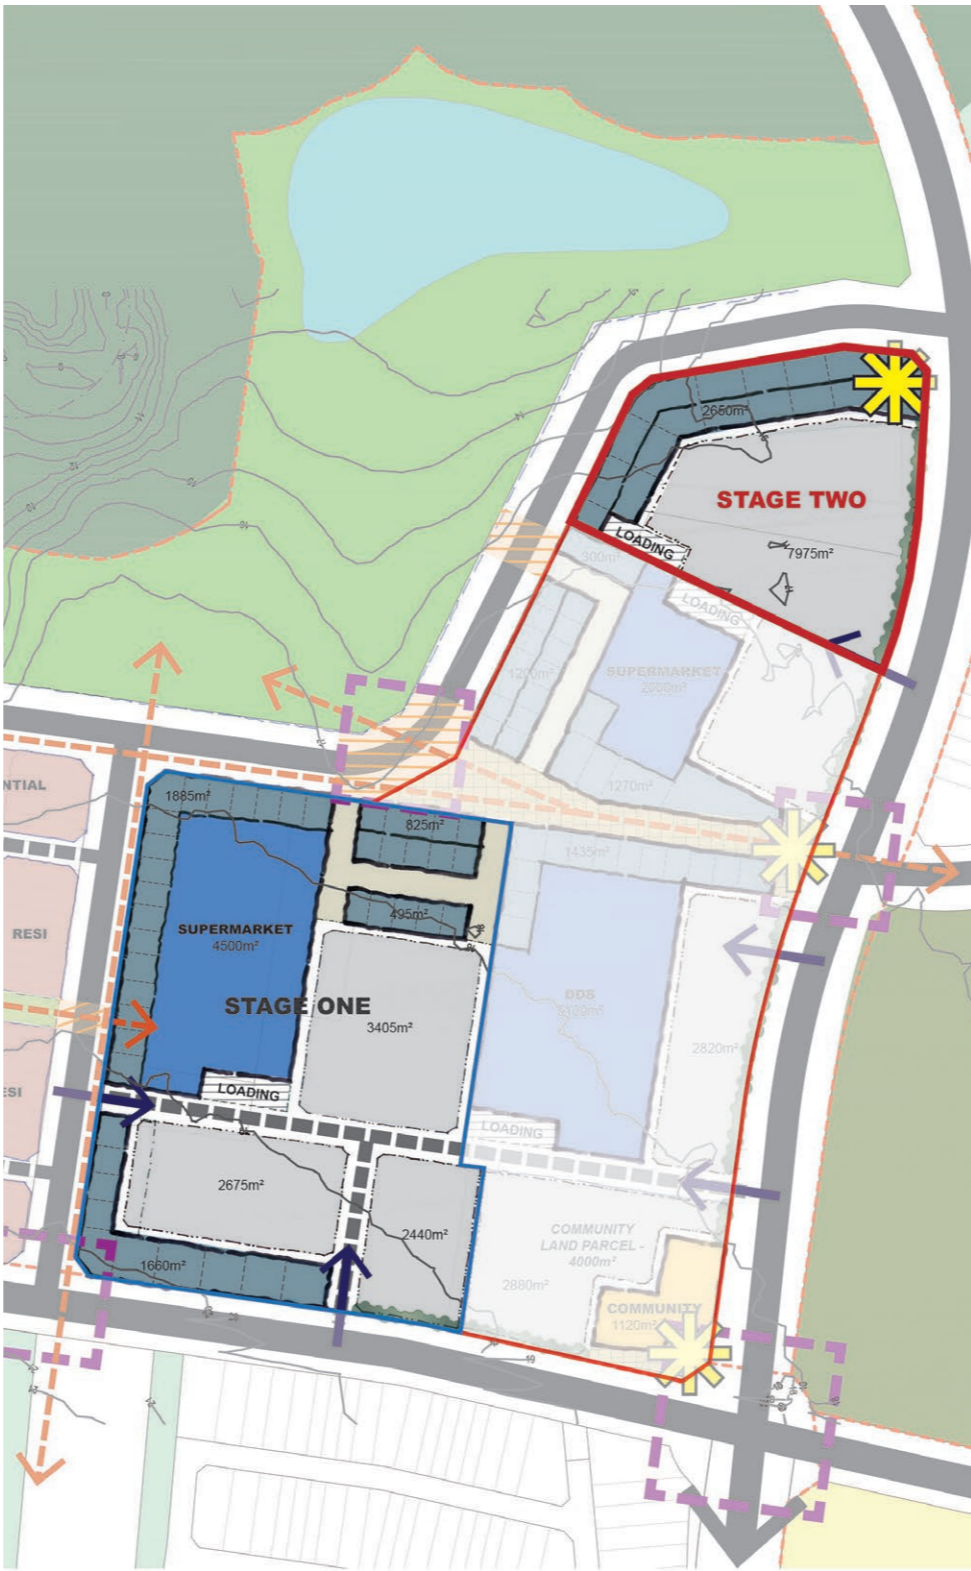 2650m²
STAGE TWO
LOADING
7975m²
300m²
LOADING
1200m²
SUPERMARKET
1270m²
NTIAL
1885m²
825m²
1435m²
RESI
495m²
SUPERMARKET
4500m²
STAGE ONE
DDS
3405m²
2820m²
ESI
LOADING
LOADING
2675m²
2440m²
COMMUNITY
LAND PARCEL -
4000m²
1660m²
2880m²
COMMUNITY
1120m²